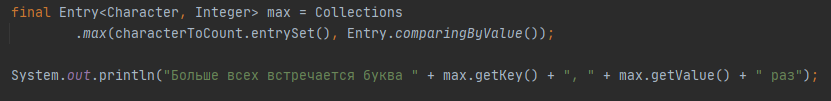 final Entry<Character, Integer> max = Collections
.max(characterToCount.entrySet(), Entry.comparingByValue());
System.out.println("Больше всех встречается буква " + max.getKey() + ", " + max.getValue() + " раз");